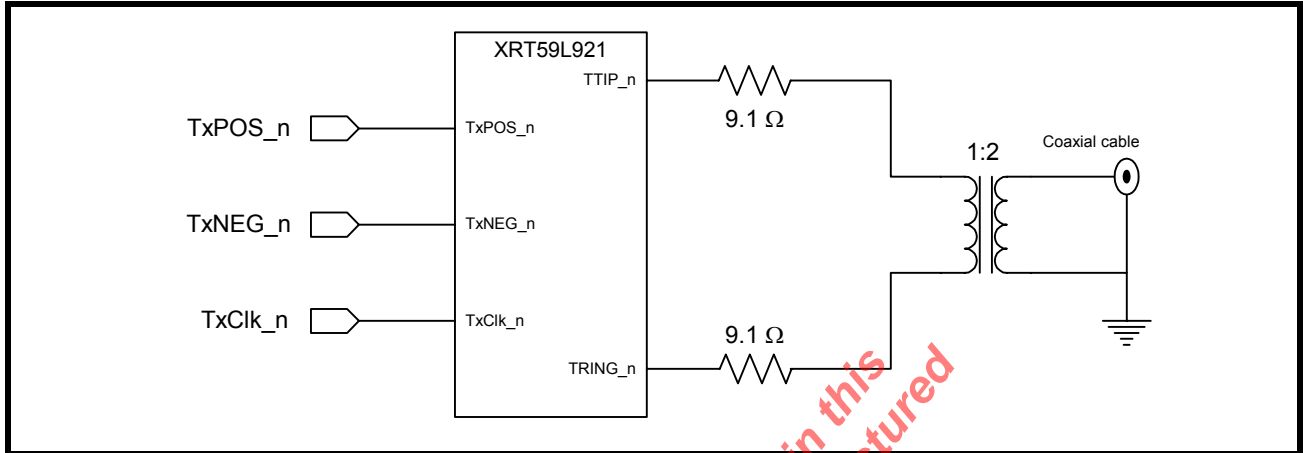 XRT59L921
TTIP_n
9.1 Ω
TxPOS_n
TxPOS_n
1:2
Coaxial cable
TxNEG_n
TxNEG_n
TxClk_n
TxClk_n
9.1 Ω
TRING_n
in this